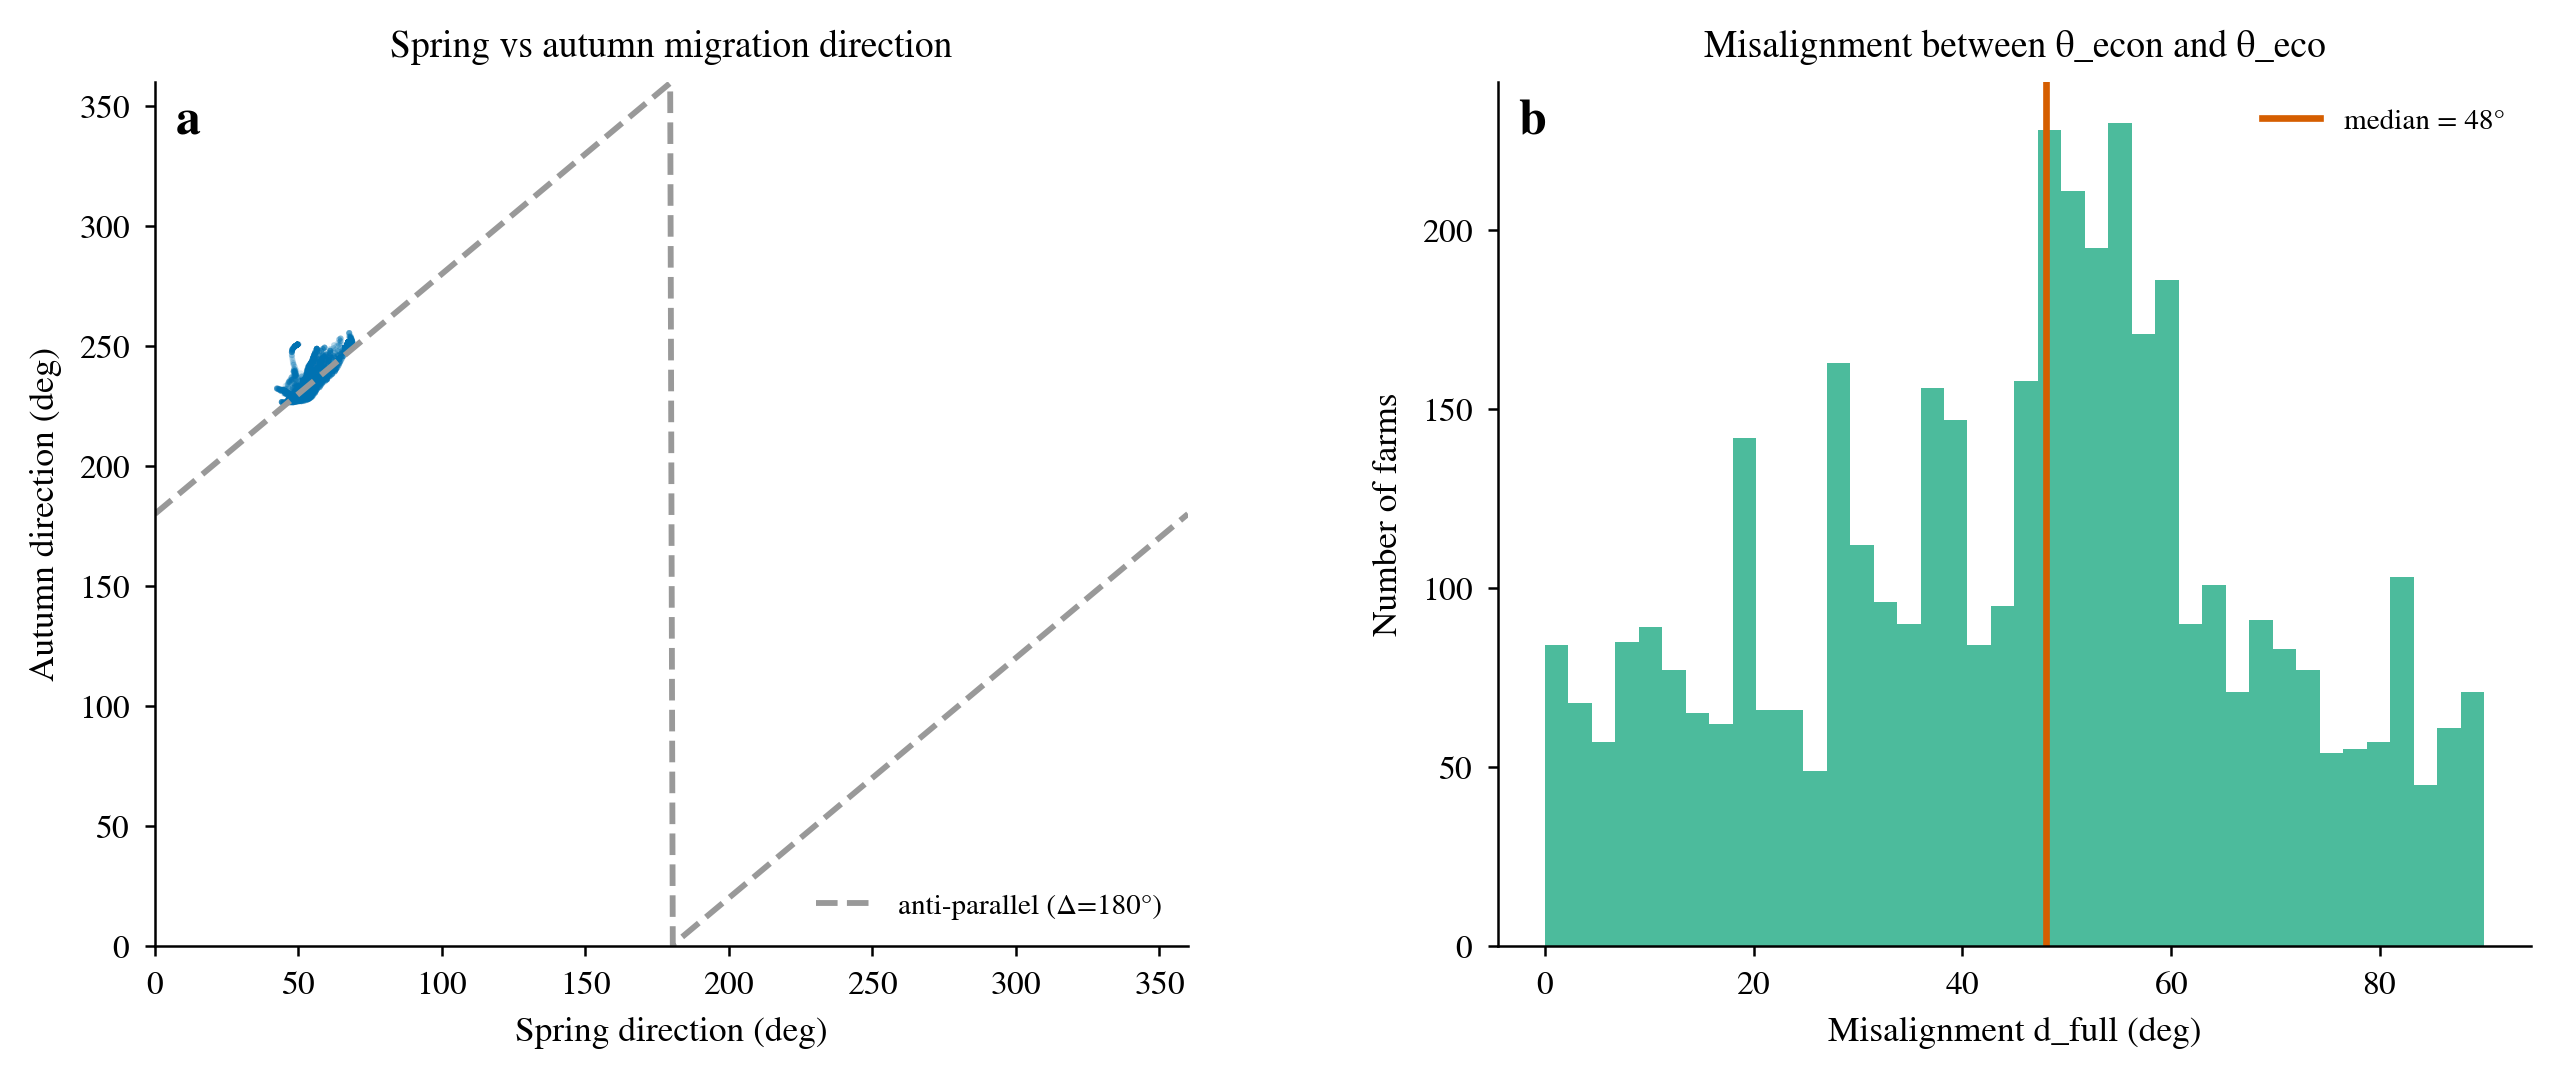 Spring vs autumn migration direction
a
350
300
250
200
150
100
50
0
Autumn direction (deg)
anti-parallel (Δ=180°)
0 50 100 150 200 250 300 350
Spring direction (deg)
Misalignment between θ_econ and θ_eco
b
median = 48°
200
150
100
50
0
Number of farms
0 20 40 60 80
Misalignment d_full (deg)